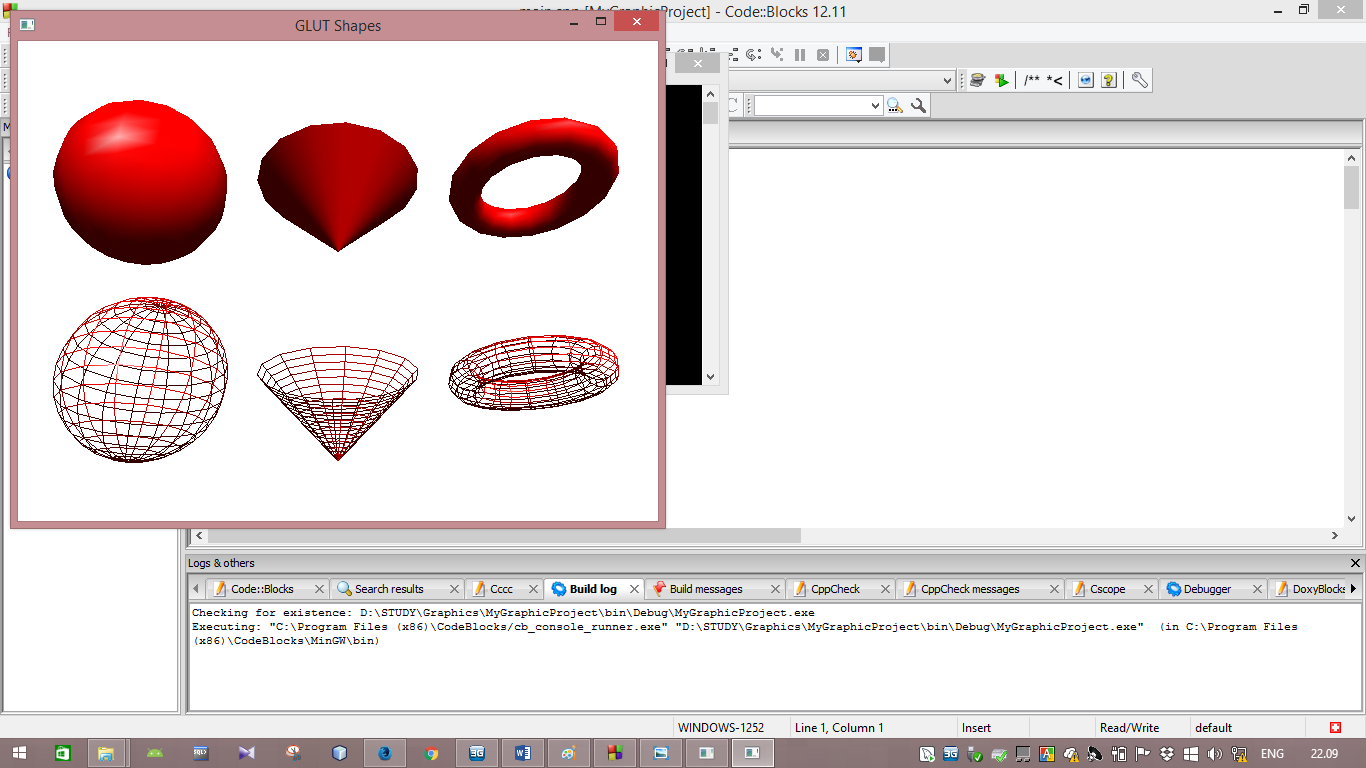 main.cpp [MyGraphicProject] - Code::Blocks 12.11
GLUT Shapes
/** *<
Logs & others
Code::Blocks
Search results
Cccc
Build log
Build messages
CppCheck
CppCheck messages
Cscope
Debugger
DoxyBlocks
Checking for existence: D:\STUDY\Graphics\MyGraphicProject\bin\Debug\MyGraphicProject.exe
Executing: "C:\Program Files (x86)\CodeBlocks/cb_console_runner.exe" "D:\STUDY\Graphics\MyGraphicProject\bin\Debug\MyGraphicProject.exe"  (in C:\Program Files
(x86)\CodeBlocks\MinGW\bin)
WINDOWS-1252
Line 1, Column 1
Insert
Read/Write
default
ENG
22.09